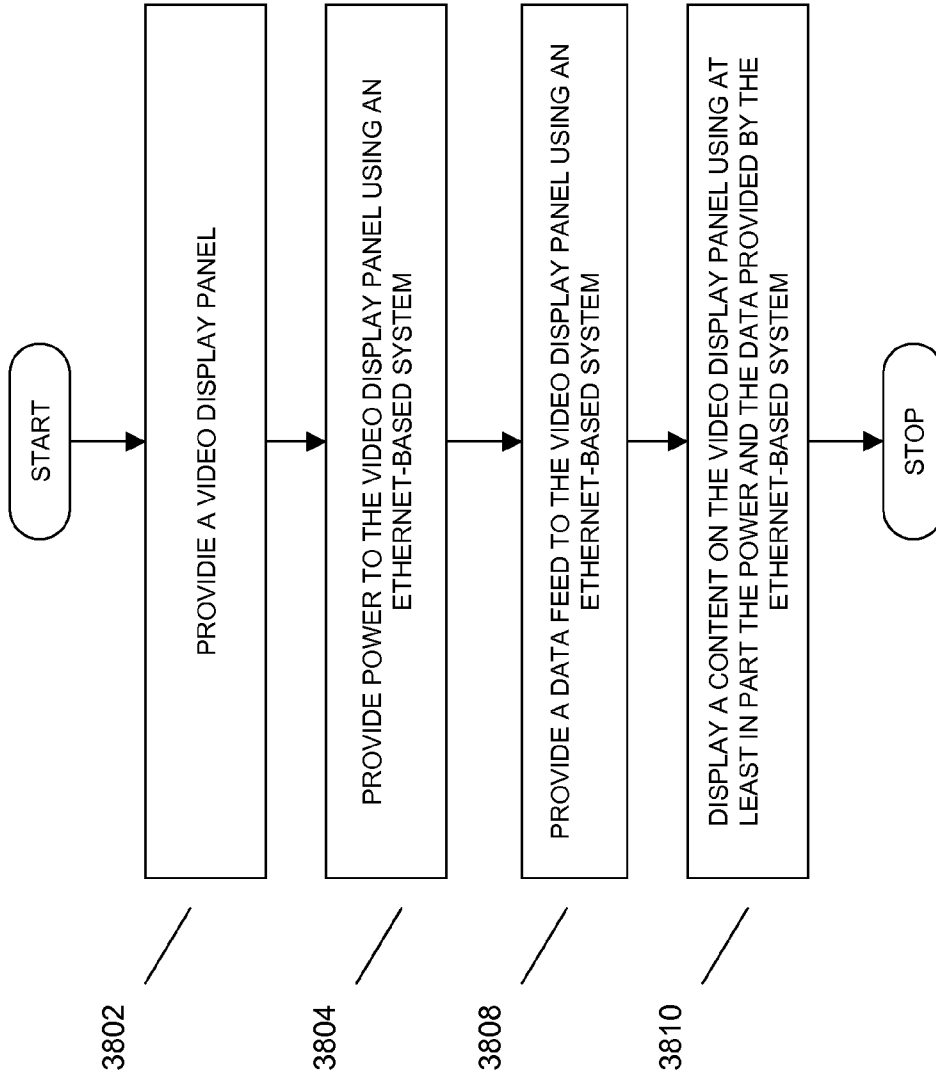 START
3802
PROVIDIE A VIDEO DISPLAY PANEL
3804
PROVIDE POWER TO THE VIDEO DISPLAY PANEL USING AN
ETHERNET-BASED SYSTEM
3808
PROVIDE A DATA FEED TO THE VIDEO DISPLAY PANEL USING AN
ETHERNET-BASED SYSTEM
3810
DISPLAY A CONTENT ON THE VIDEO DISPLAY PANEL USING AT
LEAST IN PART THE POWER AND THE DATA PROVIDED BY THE
ETHERNET-BASED SYSTEM
STOP